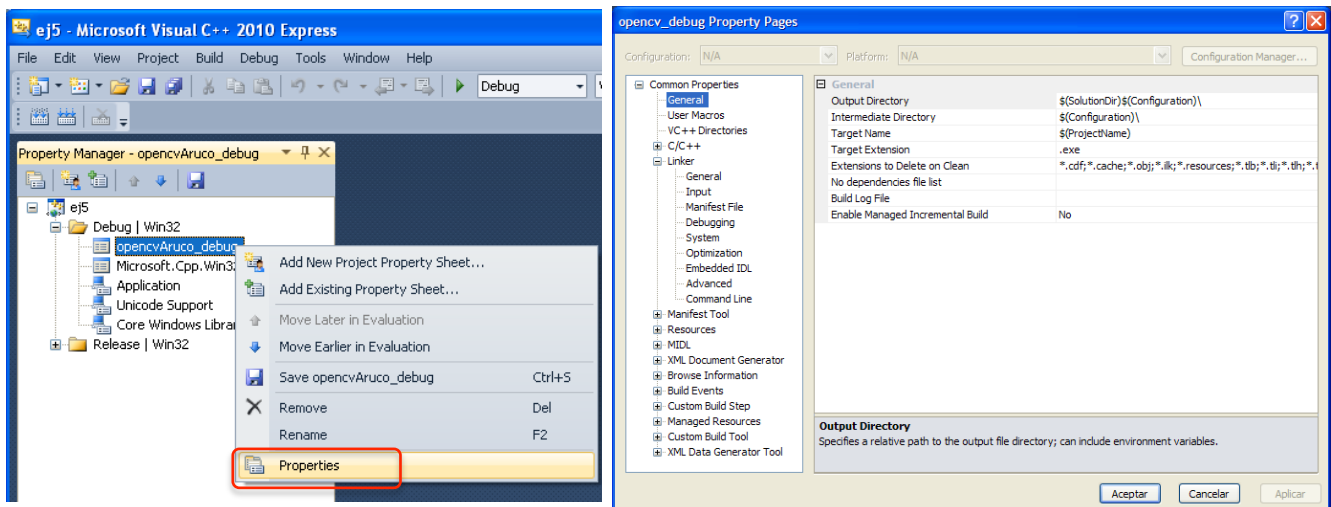 ej5 - Microsoft Visual C++ 2010 Express
File Edit View Project Build Debug Tools Window Help
Debug
Property Manager - opencvAruco_debug
ej5
Debug | Win32
opencvAruco_debug
Microsoft.Cpp.Win3
Application
Unicode Support
Core Windows Librar
Release | Win32
Add New Project Property Sheet...
Add Existing Property Sheet...
Move Later in Evaluation
Move Earlier in Evaluation
Save opencvAruco_debug Ctrl+S
Remove Del
Rename F2
Properties
opencv_debug Property Pages
Configuration: N/A Platform: N/A Configuration Manager...
Common Properties
General
User Macros
VC++ Directories
C/C++
Linker
General
Input
Manifest File
Debugging
System
Optimization
Embedded IDL
Advanced
Command Line
Manifest Tool
Resources
MIDL
XML Document Generator
Browse Information
Build Events
Custom Build Step
Managed Resources
Custom Build Tool
XML Data Generator Tool
General
Output Directory $(SolutionDir)$(Configuration)\
Intermediate Directory $(Configuration)\
Target Name $(ProjectName)
Target Extension .exe
Extensions to Delete on Clean *.cdf;*.cache;*.obj;*.ilk;*.resources;*.tlb;*.tli;*.tlh;*.t
No dependencies file list
Build Log File
Enable Managed Incremental Build No
Output Directory
Specifies a relative path to the output file directory; can include environment variables.
Aceptar Cancelar Aplicar